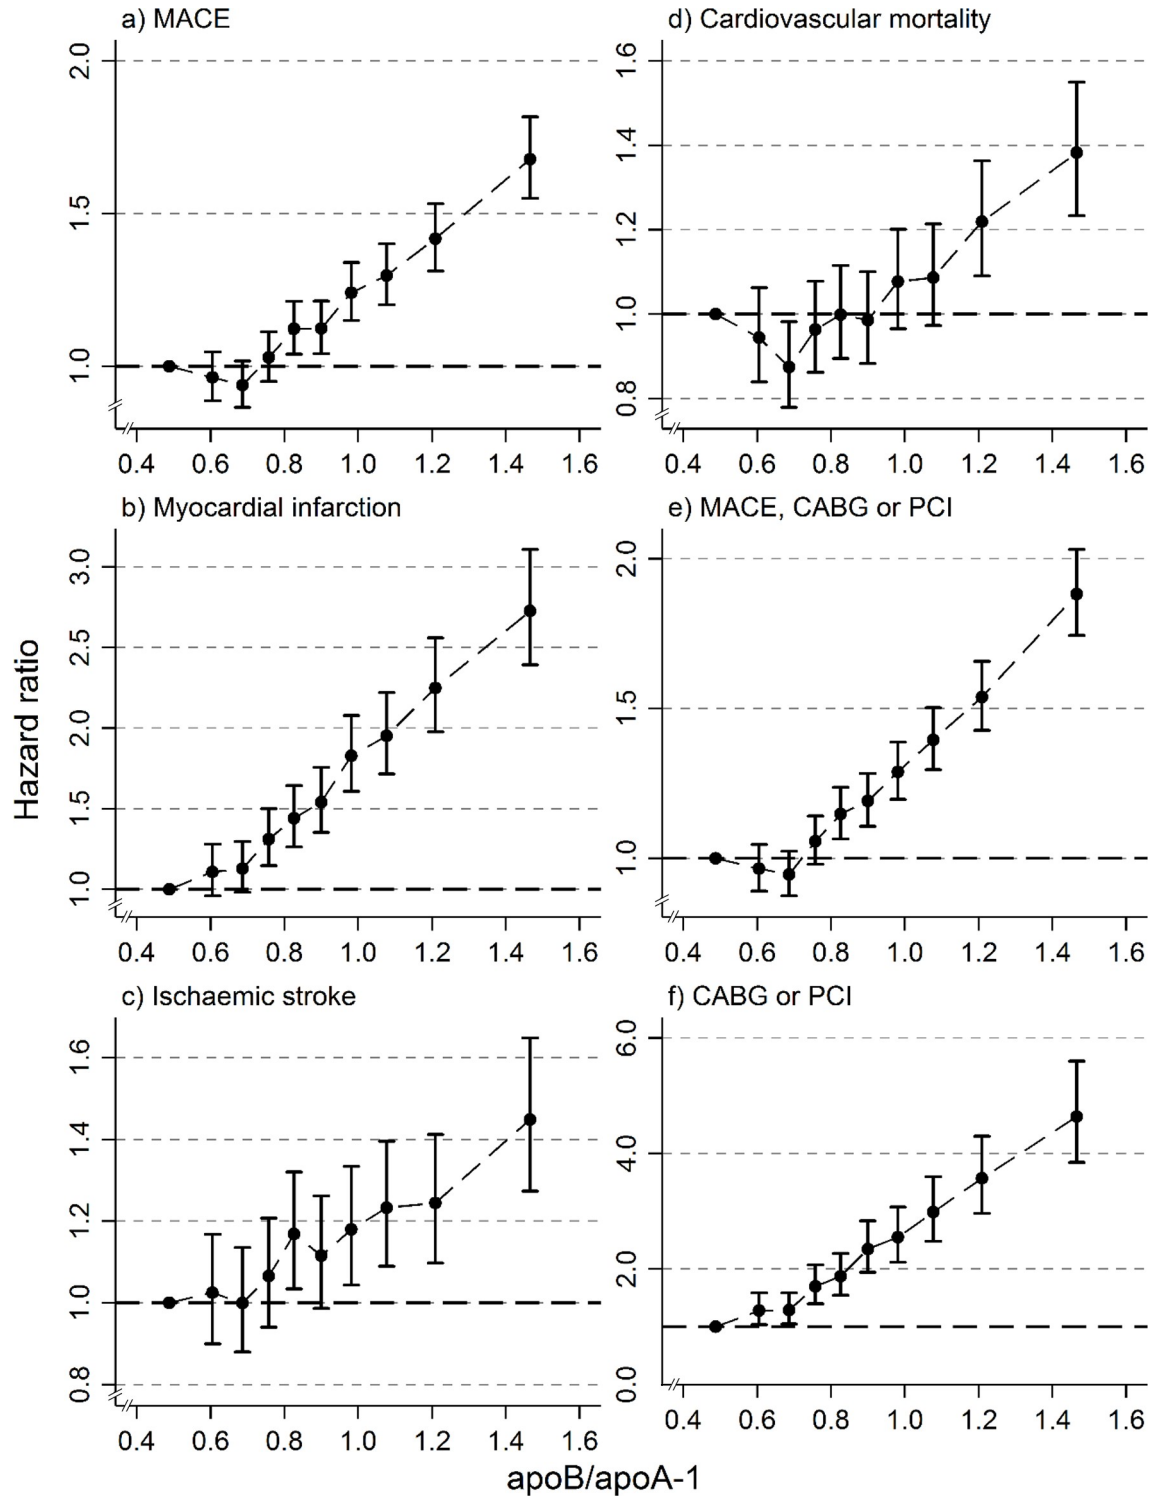 a) MACE
2.0
1.5
1.0
0.4 0.6 0.8 1.0 1.2 1.4 1.6
d) Cardiovascular mortality
1.6
1.4
1.2
1.0
0.8
0.4 0.6 0.8 1.0 1.2 1.4 1.6
b) Myocardial infarction
3.0
2.5
2.0
1.5
1.0
0.4 0.6 0.8 1.0 1.2 1.4 1.6
e) MACE, CABG or PCI
2.0
1.5
1.0
0.4 0.6 0.8 1.0 1.2 1.4 1.6
c) Ischaemic stroke
1.6
1.4
1.2
1.0
0.8
0.4 0.6 0.8 1.0 1.2 1.4 1.6
f) CABG or PCI
6.0
4.0
2.0
0.0
0.4 0.6 0.8 1.0 1.2 1.4 1.6
Hazard ratio
apoB/apoA-1